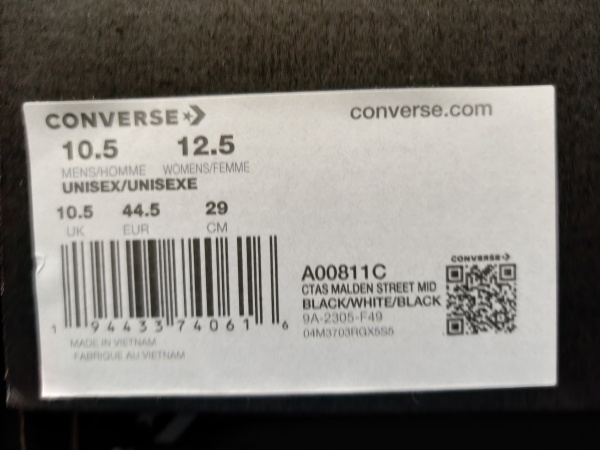 CONVERSE
converse.com
10.5 12.5
MENS/HOMME WOMENS/FEMME
UNISEX/UNISEXE
10.5 44.5 29
UK EUR CM
1 94433 74061 6
MADE IN VIETNAM
FABRIQUE AU VIETNAM
CONVERSE
A00811C
CTAS MALDEN STREET MID
BLACK/WHITE/BLACK
9A-2305-F49
04M3703RGX5S5